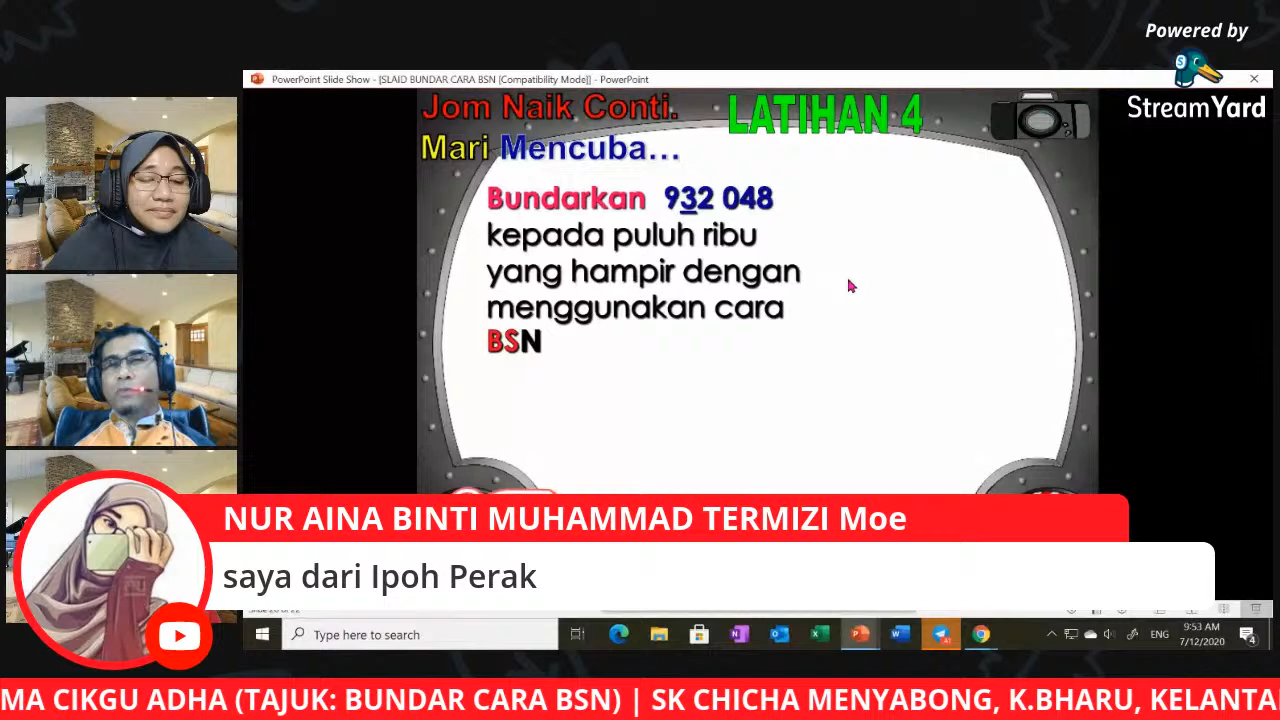 Powered by
StreamYard
PowerPoint Slide Show - [SLAID BUNDAR CARA BSN [Compatibility Mode]] - PowerPoint
Jom Naik Conti.
LATIHAN 4
Mari Mencuba...
Bundarkan 932 048
kepada puluh ribu
yang hampir dengan
menggunakan cara
BSN
NUR AINA BINTI MUHAMMAD TERMIZI Moe
saya dari Ipoh Perak
Type here to search
ENG
9:53 AM
7/12/2020
4
MA CIKGU ADHA (TAJUK: BUNDAR CARA BSN) | SK CHICHA MENYABONG, K.BHARU, KELANTA